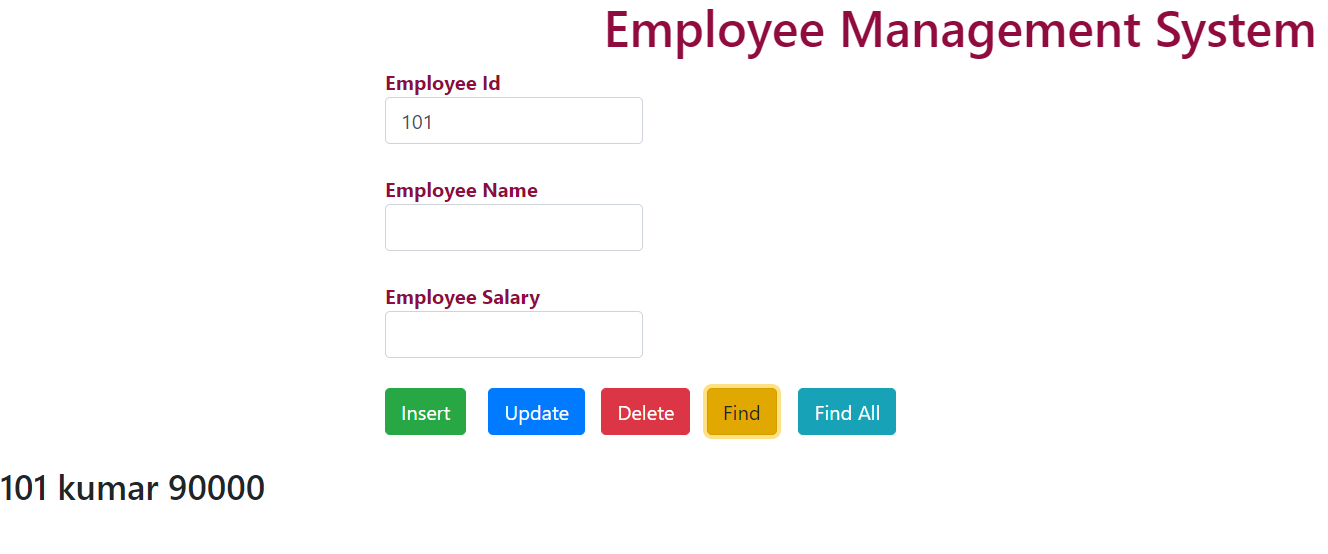 Employee Management System
Employee Id
101
Employee Name
Employee Salary
Insert Update Delete Find Find All
101 kumar 90000